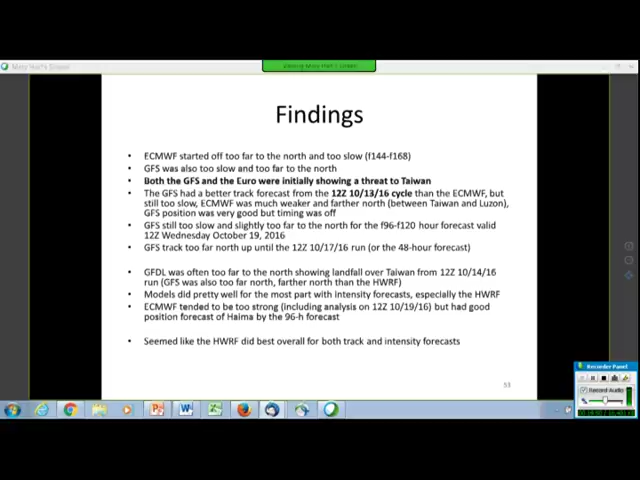 Findings
• ECMWF started off too far to the north and too slow (f144-f168)
• GFS was also too slow and too far to the north
• Both the GFS and the Euro were initially showing a threat to Taiwan
• The GFS had a better track forecast from the 12Z 10/13/16 cycle than the ECMWF, but
still too slow, ECMWF was much weaker and farther north (between Taiwan and Luzon),
GFS position was very good but timing was off
• GFS still too slow and slightly too far to the north for the f96-f120 hour forecast valid
12Z Wednesday October 19, 2016
• GFS track too far north up until the 12Z 10/17/16 run (or the 48-hour forecast)
• GFDL was often too far to the north showing landfall over Taiwan from 12Z 10/14/16
run (GFS was also too far north, farther north than the HWRF)
• Models did pretty well for the most part with intensity forecasts, especially the HWRF
• ECMWF tended to be too strong (including analysis on 12Z 10/19/16) but had good
position forecast of Haima by the 96-h forecast
• Seemed like the HWRF did best overall for both track and intensity forecasts
53
Recorder Panel
Record Audio